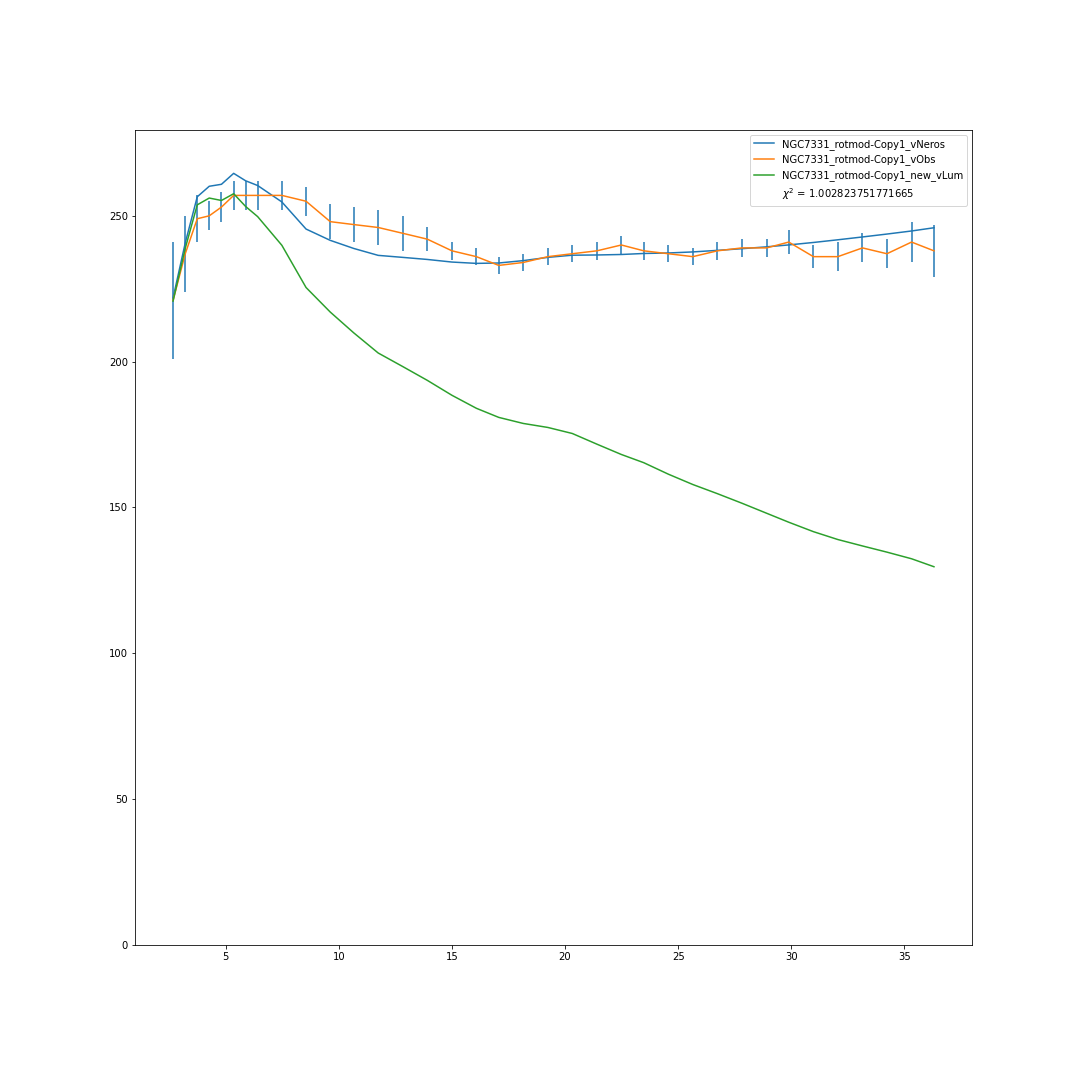 NGC7331_rotmod-Copy1_vNeros
NGC7331_rotmod-Copy1_vObs
NGC7331_rotmod-Copy1_new_vLum
χ² = 1.002823751771665
250
200
150
100
50
0
5 10 15 20 25 30 35